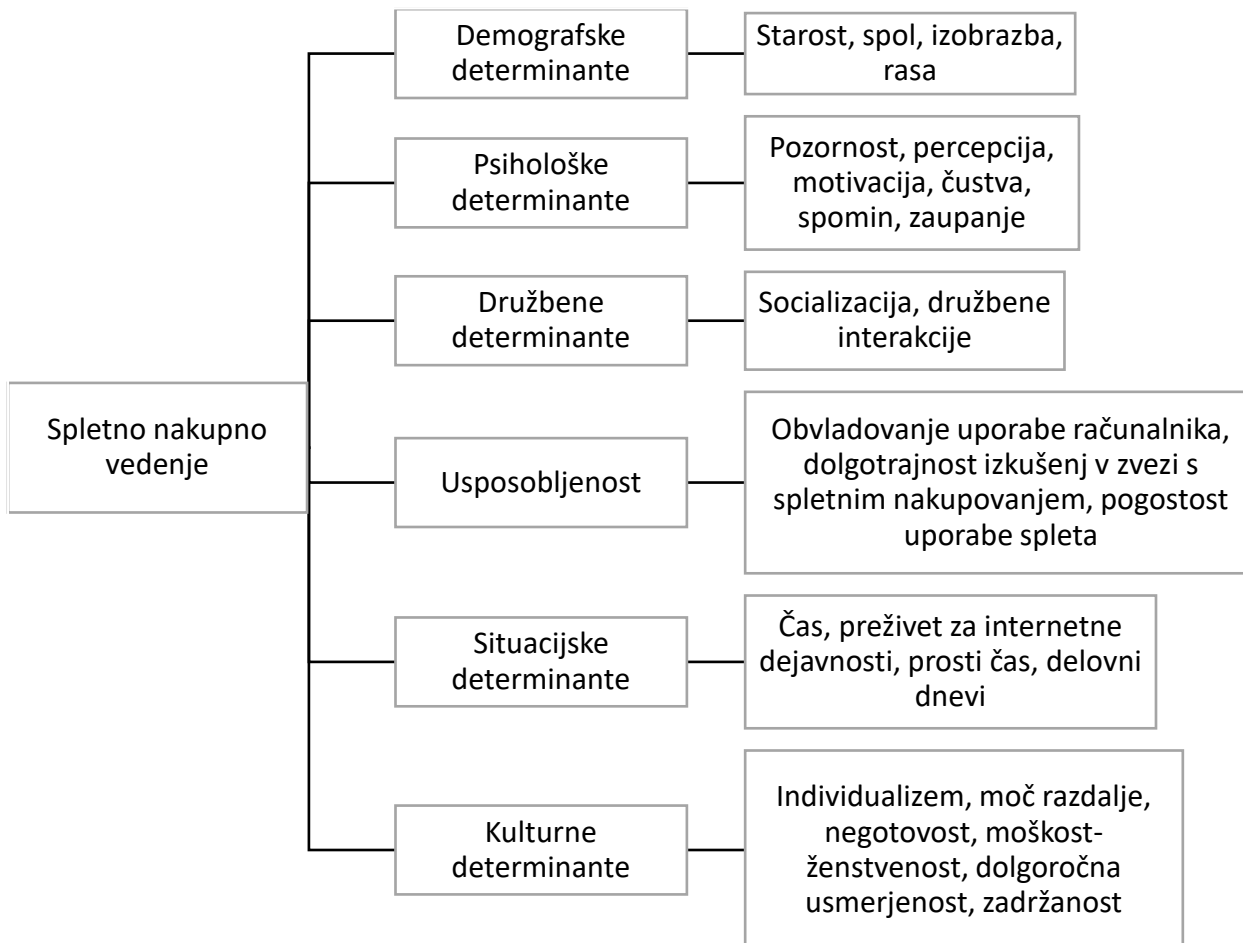 Demografske
determinante
Starost, spol, izobrazba,
rasa
Psihološke
determinante
Pozornost, percepcija,
motivacija, čustva,
spomin, zaupanje
Družbene
determinante
Socializacija, družbene
interakcije
Spletno nakupno
vedenje
Usposobljenost
Obvladovanje uporabe računalnika,
dolgotrajnost izkušenj v zvezi s
spletnim nakupovanjem, pogostost
uporabe spleta
Situacijske
determinante
Čas, preživet za internetne
dejavnosti, prosti čas, delovni
dnevi
Kulturne
determinante
Individualizem, moč razdalje,
negotovost, moškost-
ženstvenost, dolgoročna
usmerjenost, zadržanost